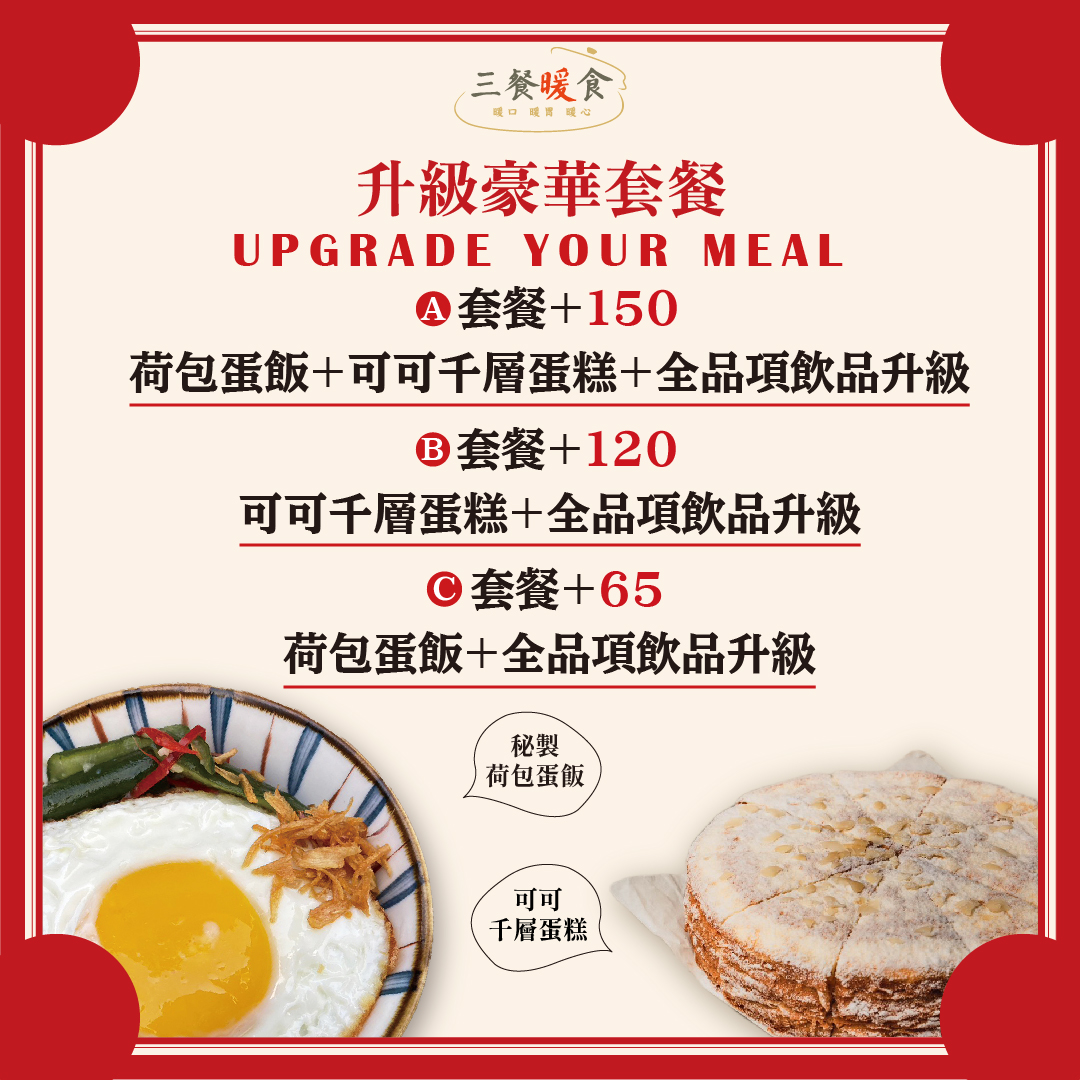 三餐暖食
暖口 暖胃 暖心
升級豪華套餐
UPGRADE YOUR MEAL
A套餐+150
荷包蛋飯+可可千層蛋糕+全品項飲品升級
B套餐+120
可可千層蛋糕+全品項飲品升級
C套餐+65
荷包蛋飯+全品項飲品升級
秘製
荷包蛋飯
可可
千層蛋糕